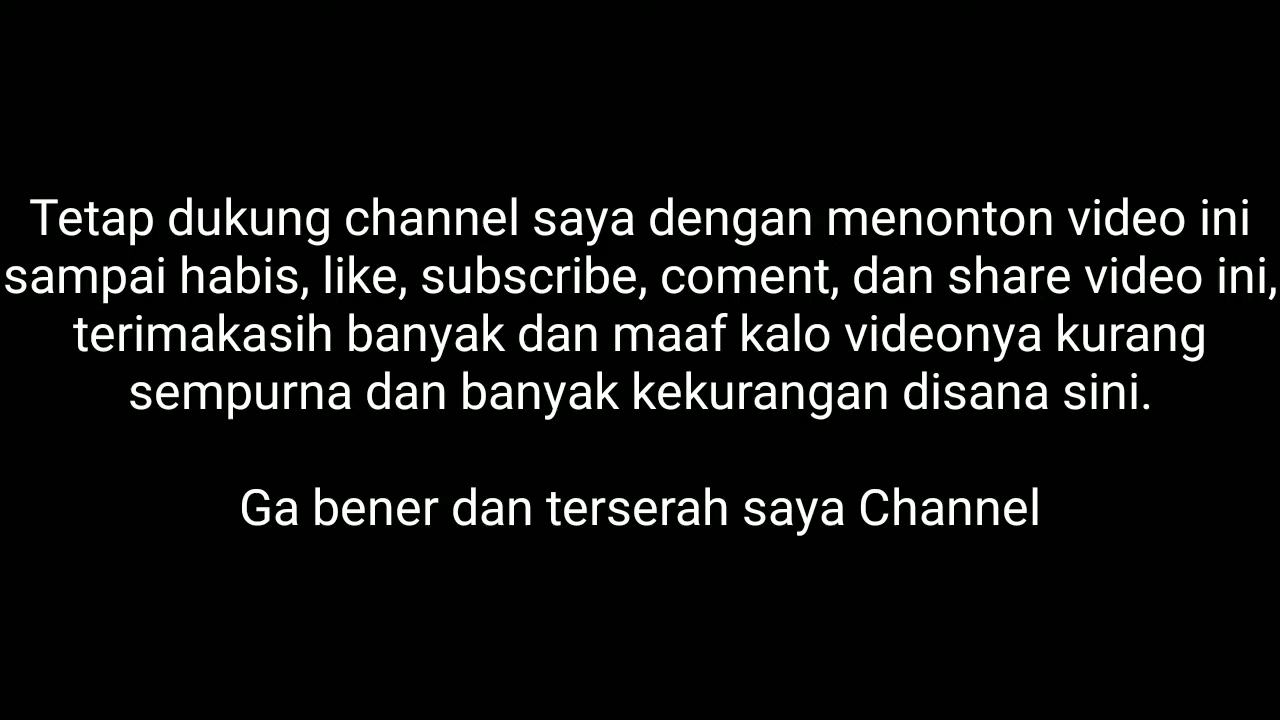 Tetap dukung channel saya dengan menonton video ini
sampai habis, like, subscribe, coment, dan share video ini,
terimakasih banyak dan maaf kalo videonya kurang
sempurna dan banyak kekurangan disana sini.
Ga bener dan terserah saya Channel